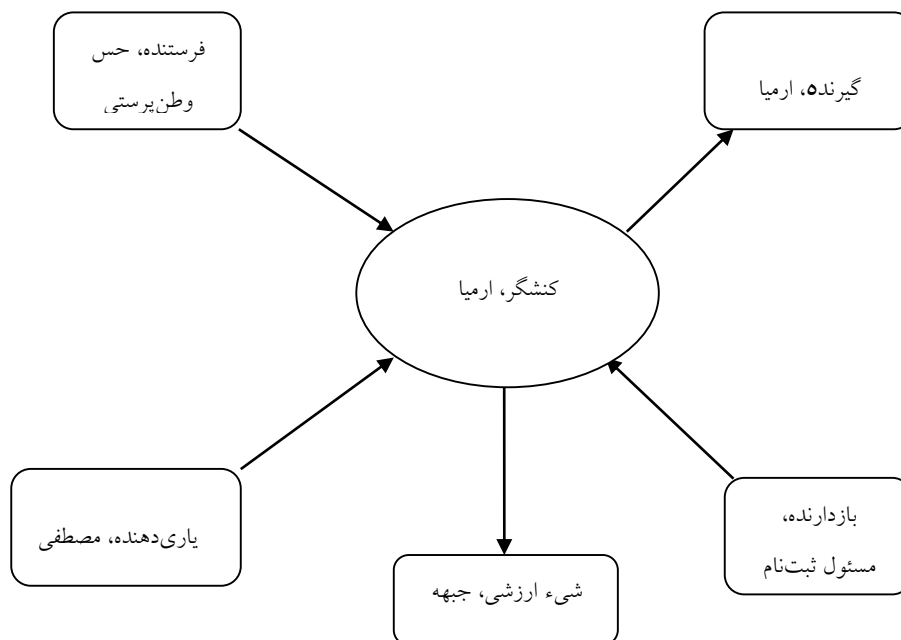 گیرنده، ارمیا
فرستنده، حس
وطن‌پرستی
کنشگر، ارمیا
بازدارنده،
مسئول ثبت‌نام
یاری‌دهنده، مصطفی
شیء ارزشی، جبهه